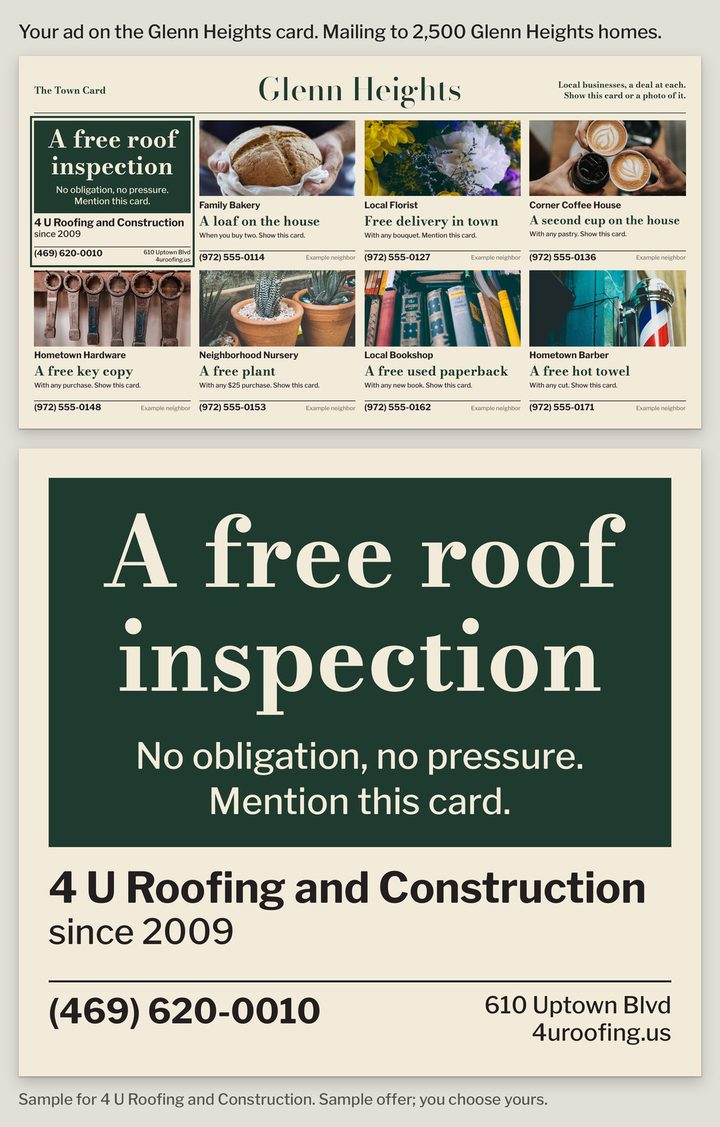 Your ad on the Glenn Heights card. Mailing to 2,500 Glenn Heights homes.
The Town Card
Glenn Heights
Local businesses, a deal at each.
Show this card or a photo of it.
A free roof
inspection
No obligation, no pressure.
Mention this card.
4 U Roofing and Construction
since 2009
(469) 620-0010
610 Uptown Blvd
4uroofing.us
Family Bakery
A loaf on the house
When you buy two. Show this card.
(972) 555-0114
Example neighbor
Local Florist
Free delivery in town
With any bouquet. Mention this card.
(972) 555-0127
Example neighbor
Corner Coffee House
A second cup on the house
With any pastry. Show this card.
(972) 555-0136
Example neighbor
Hometown Hardware
A free key copy
With any purchase. Show this card.
(972) 555-0148
Example neighbor
Neighborhood Nursery
A free plant
With any $25 purchase. Show this card.
(972) 555-0153
Example neighbor
Local Bookshop
A free used paperback
With any new book. Show this card.
(972) 555-0162
Example neighbor
Hometown Barber
A free hot towel
With any cut. Show this card.
(972) 555-0171
Example neighbor
A free roof
inspection
No obligation, no pressure.
Mention this card.
4 U Roofing and Construction
since 2009
(469) 620-0010
610 Uptown Blvd
4uroofing.us
Sample for 4 U Roofing and Construction. Sample offer; you choose yours.